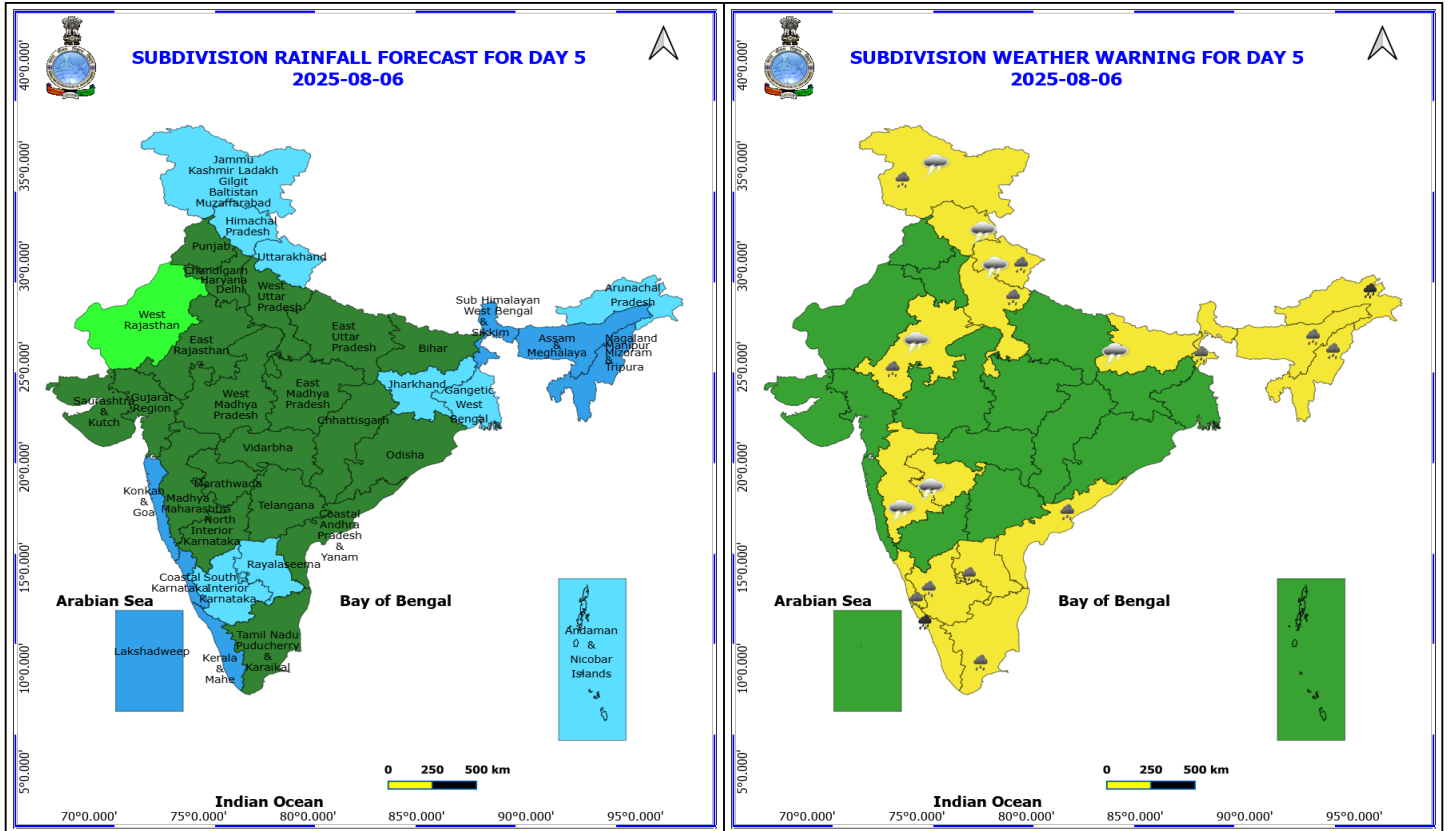 SUBDIVISION RAINFALL FORECAST FOR DAY 5
2025-08-06
40°0.000'
35°0.000'
30°0.000'
25°0.000'
20°0.000'
15°0.000'
10°0.000'
5°0.000'
Jammu
Kashmir Ladakh
Gilgit
Baltistan
Muzaffarabad
Himachal
Pradesh
Punjab
Uttarakhand
Chandigarh
Haryana
Delhi
West
Uttar
Pradesh
West
Rajasthan
East
Rajasthan
East
Uttar
Pradesh
Bihar
Sub Himalayan
West Bengal
&
Sikkim
Arunachal
Pradesh
Assam
&
Meghalaya
Nagaland
Manipur
Mizoram
&
Tripura
Jharkhand
Gangetic
West
Bengal
Saurashtra
&
Kutch
Gujarat
Region
West
Madhya
Pradesh
East
Madhya
Pradesh
Chhattisgarh
Vidarbha
Odisha
Konkan
&
Goa
Madhya
Maharashtra
Marathwada
North
Interior
Karnataka
Telangana
Coastal
Andhra
Pradesh
&
Yanam
Rayalaseema
Coastal
Karnataka
South
Interior
Karnataka
Tamil Nadu
Puducherry
&
Karaikal
Kerala
&
Mahe
Lakshadweep
Andaman
&
Nicobar
Islands
Arabian Sea
Bay of Bengal
0 250 500 km
Indian Ocean
70°0.000' 75°0.000' 80°0.000' 85°0.000' 90°0.000' 95°0.000'
SUBDIVISION WEATHER WARNING FOR DAY 5
2025-08-06
40°0.000'
35°0.000'
30°0.000'
25°0.000'
20°0.000'
15°0.000'
10°0.000'
5°0.000'
Arabian Sea
Bay of Bengal
0 250 500 km
Indian Ocean
70°0.000' 75°0.000' 80°0.000' 85°0.000' 90°0.000' 95°0.000'